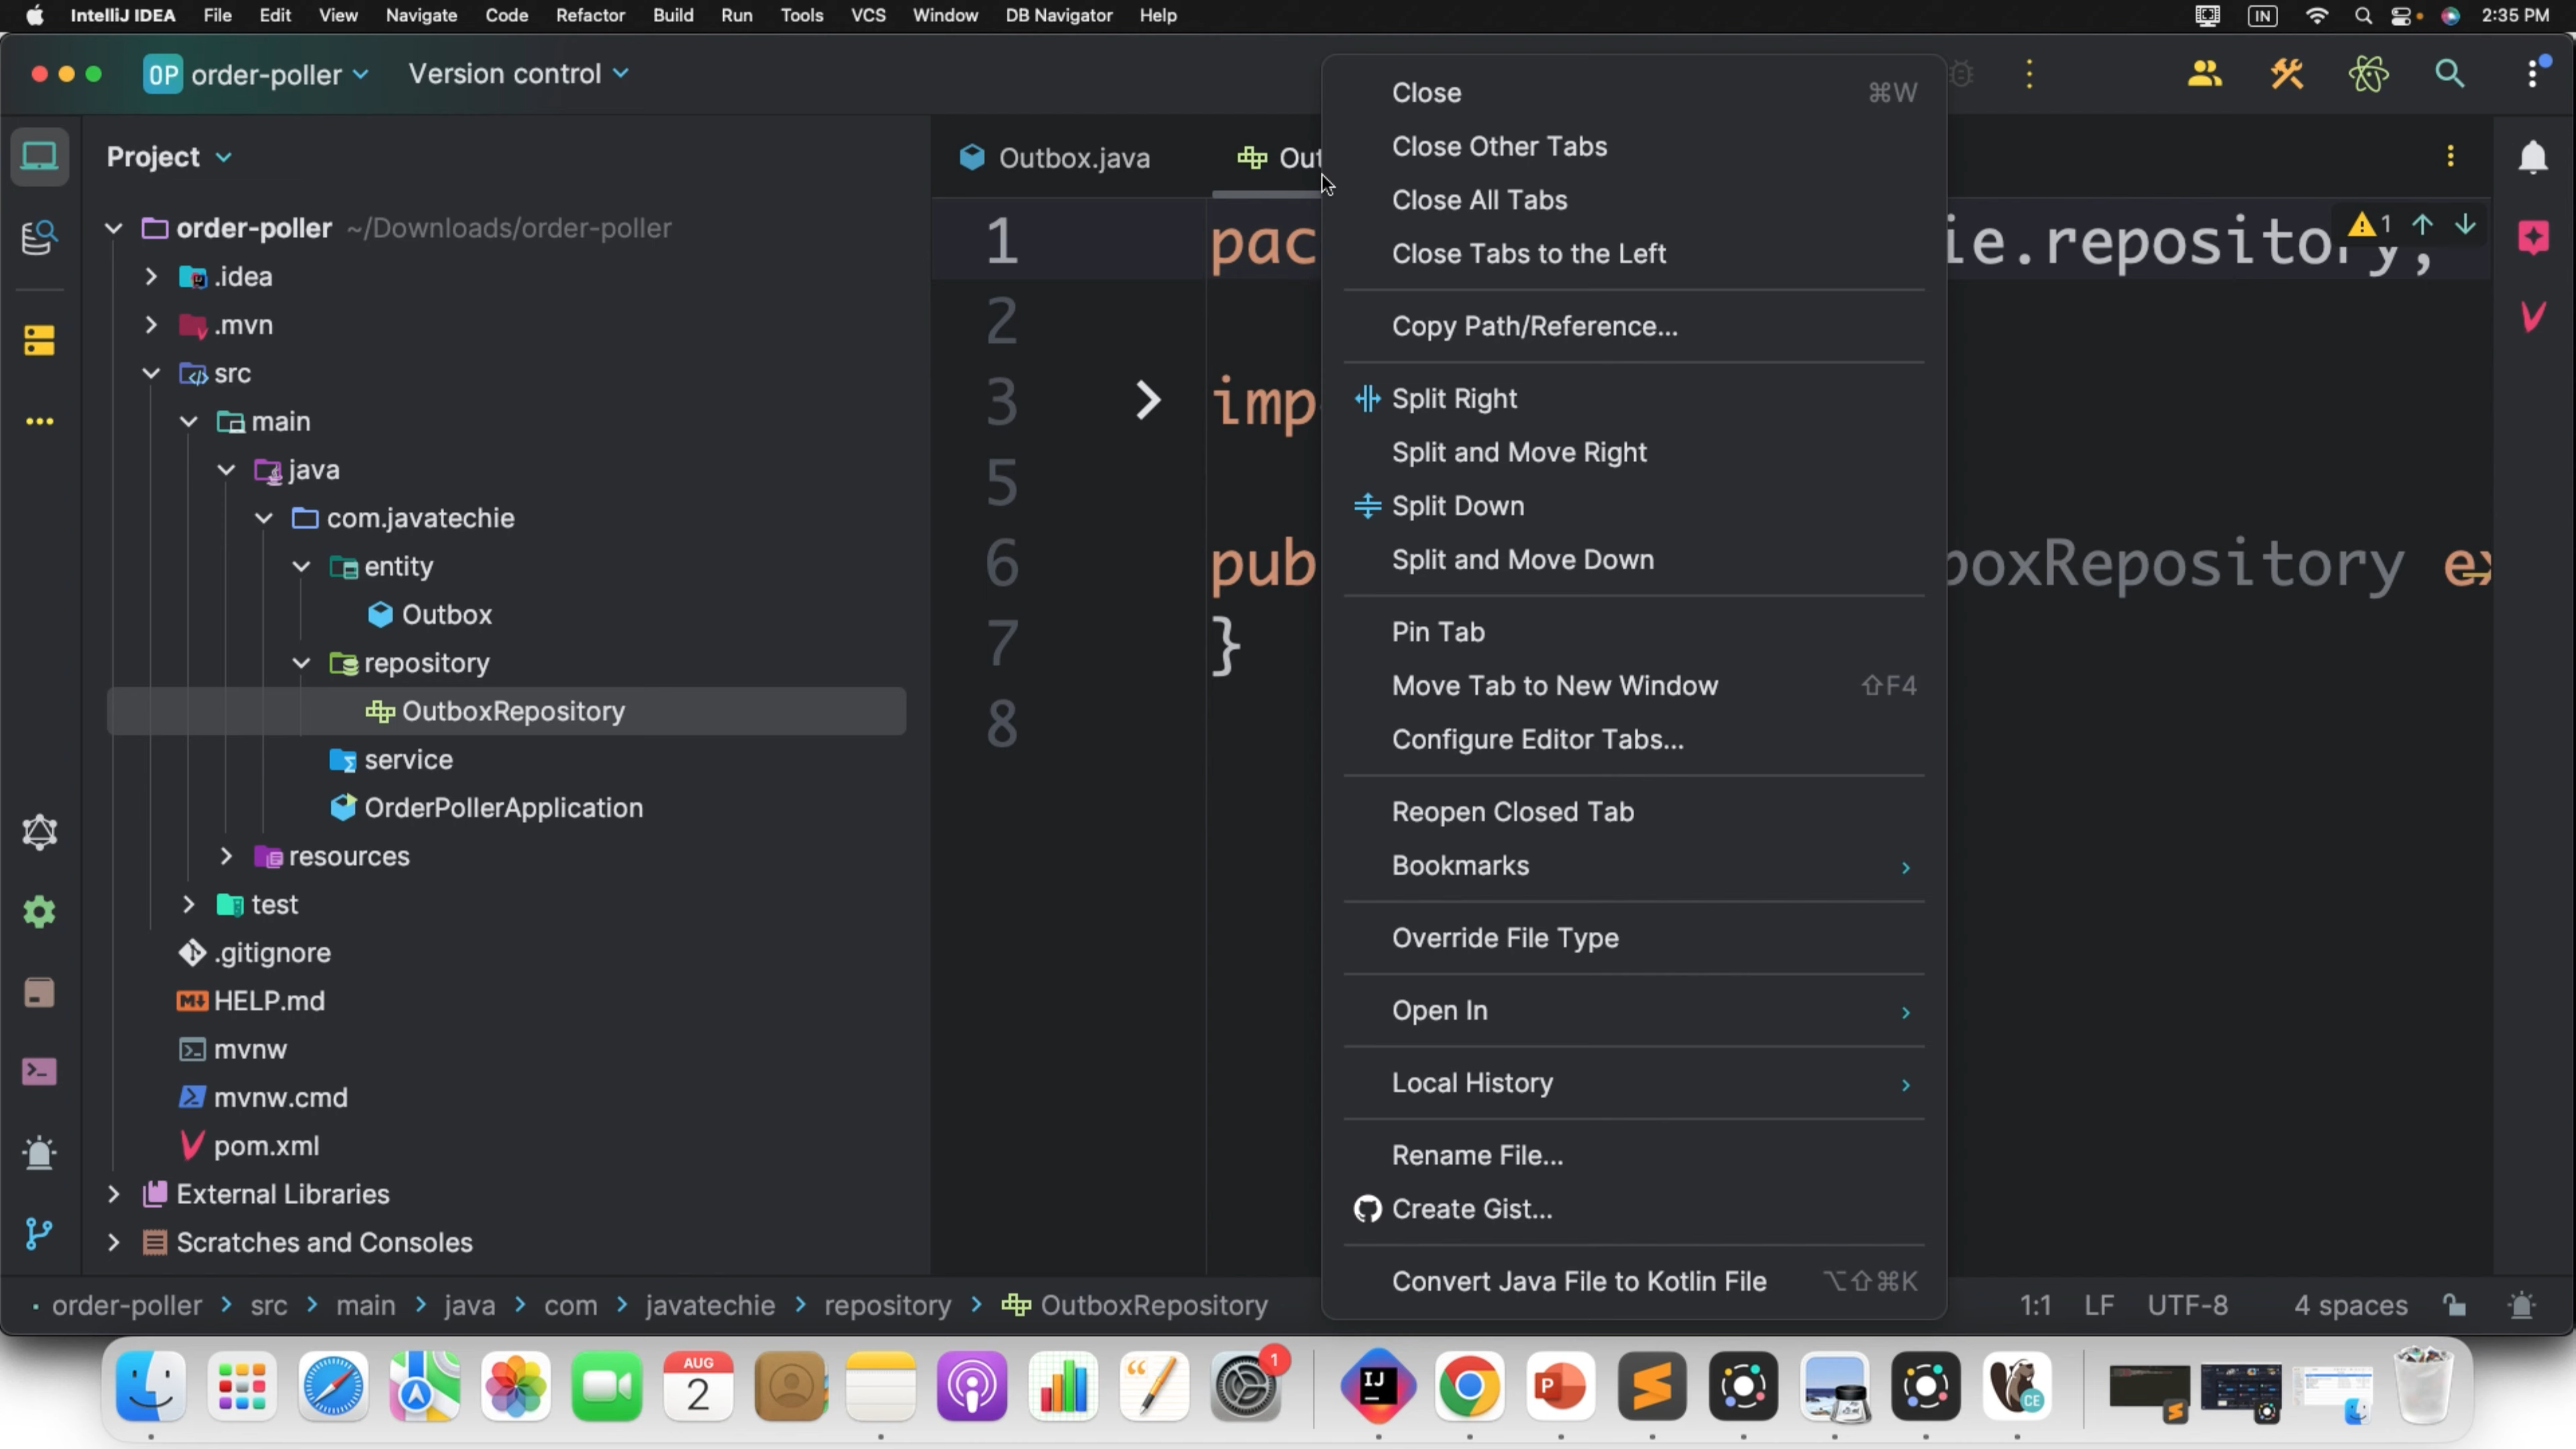 IntelliJ IDEA File Edit View Navigate Code Refactor Build Run Tools VCS Window DB Navigator Help IN 2:35 PM
OP order-poller Version control
Project
order-poller ~/Downloads/order-poller
.idea
.mvn
src
main
java
com.javatechie
entity
Outbox
repository
OutboxRepository
service
OrderPollerApplication
resources
test
.gitignore
HELP.md
mvnw
mvnw.cmd
pom.xml
External Libraries
Scratches and Consoles
Outbox.java Out
1 pac ie.repository;
2
3 imp
5
6 pub boxRepository ex
7 }
8
1
Close ⌘W
Close Other Tabs
Close All Tabs
Close Tabs to the Left
Copy Path/Reference...
Split Right
Split and Move Right
Split Down
Split and Move Down
Pin Tab
Move Tab to New Window ⇧F4
Configure Editor Tabs...
Reopen Closed Tab
Bookmarks
Override File Type
Open In
Local History
Rename File...
Create Gist...
Convert Java File to Kotlin File ⌥⇧⌘K
order-poller > src > main > java > com > javatechie > repository > OutboxRepository
1:1 LF UTF-8 4 spaces
AUG
2
1
IJ
P
CE